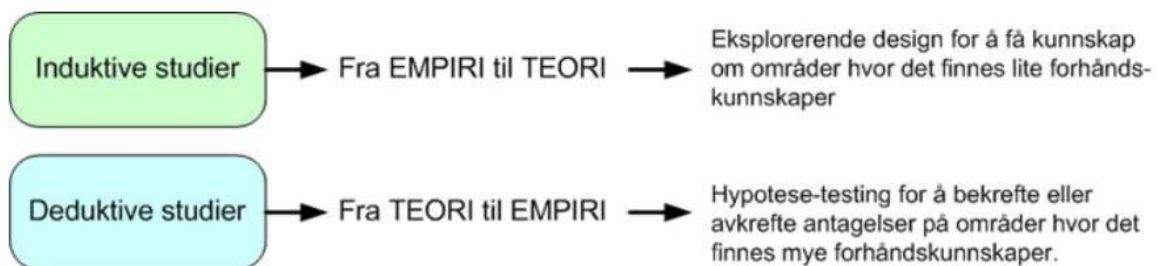 Induktive studier
Fra EMPIRI til TEORI
Eksplorerende design for å få kunnskap
om områder hvor det finnes lite forhånds-
kunnskaper
Deduktive studier
Fra TEORI til EMPIRI
Hypotese-testing for å bekrefte eller
avkrefte antagelser på områder hvor det
finnes mye forhåndskunnskaper.